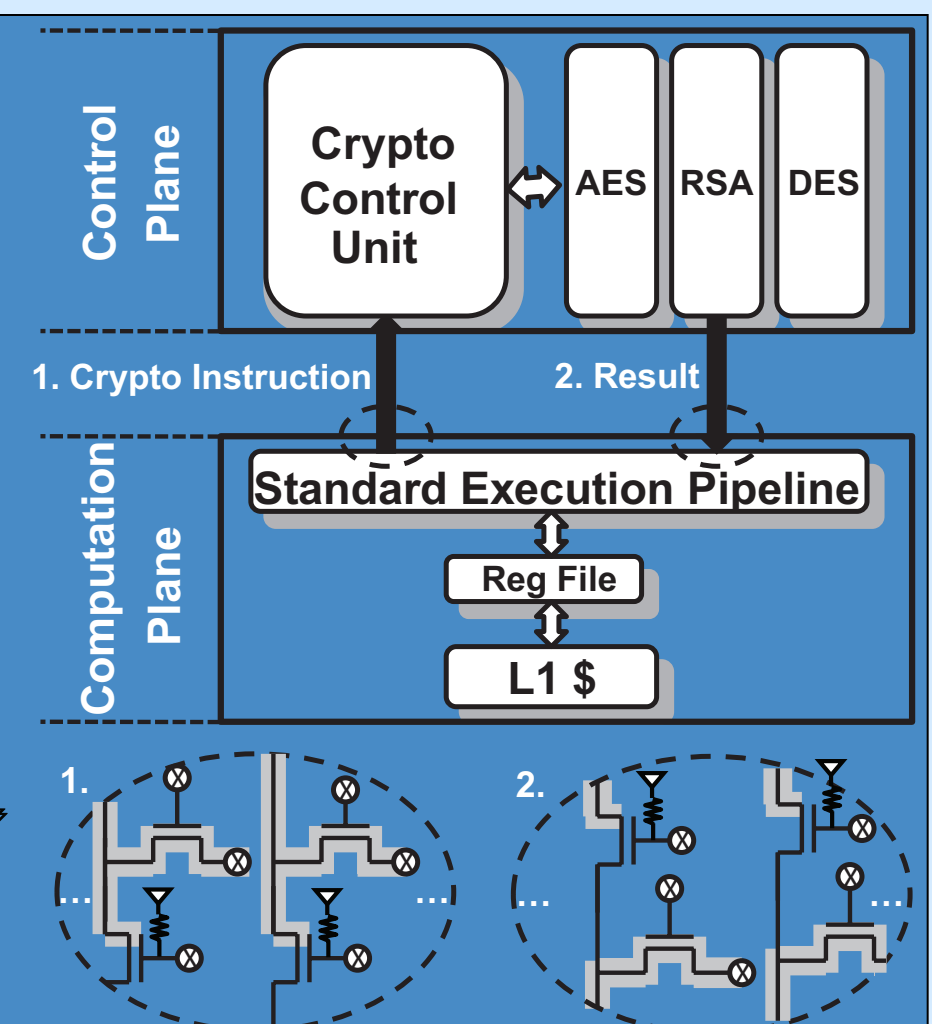 Control
Plane
Crypto
Control
Unit
AES
RSA
DES
1. Crypto Instruction
2. Result
Computation
Plane
Standard Execution Pipeline
Reg File
L1 $
1.
...
...
2.
...
...